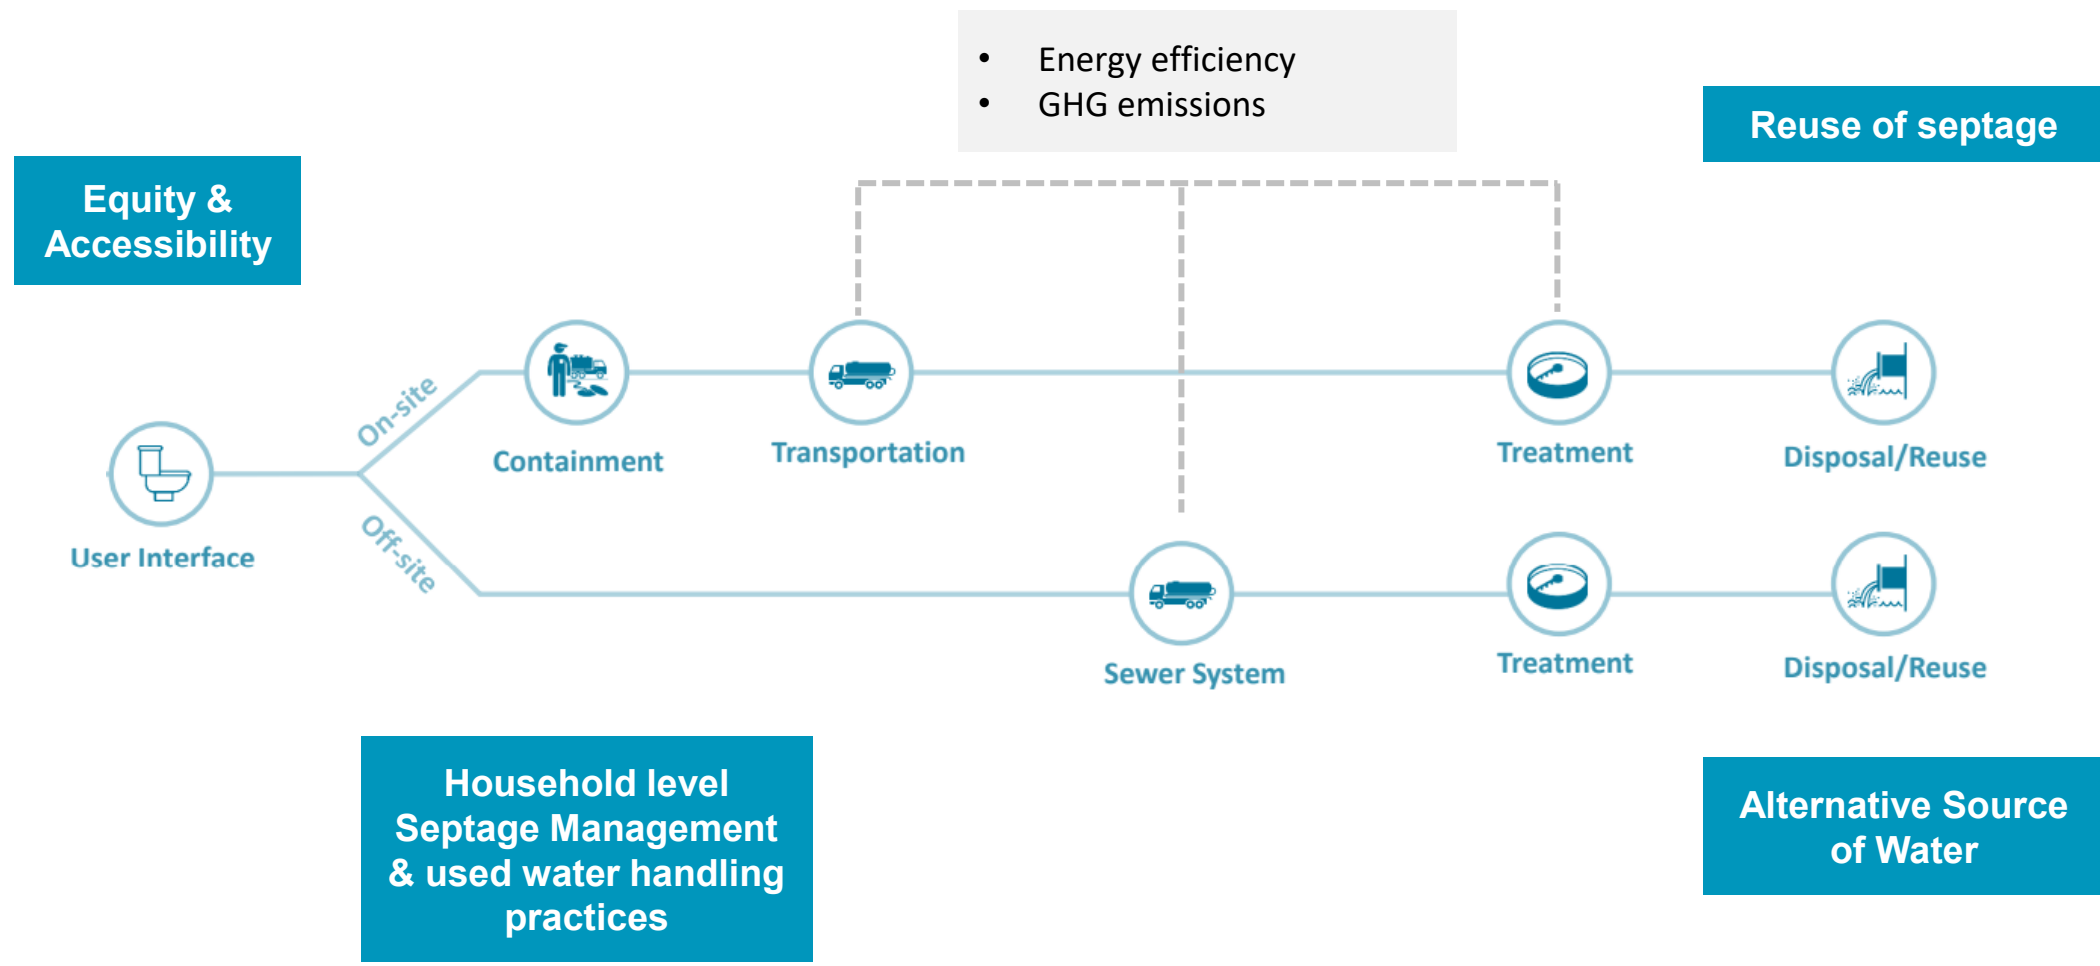 • Energy efficiency
• GHG emissions
Reuse of septage
Equity &
Accessibility
On-site
Containment
Transportation
Treatment
Disposal/Reuse
User Interface
Off-site
Sewer System
Treatment
Disposal/Reuse
Household level
Septage Management
& used water handling
practices
Alternative Source
of Water